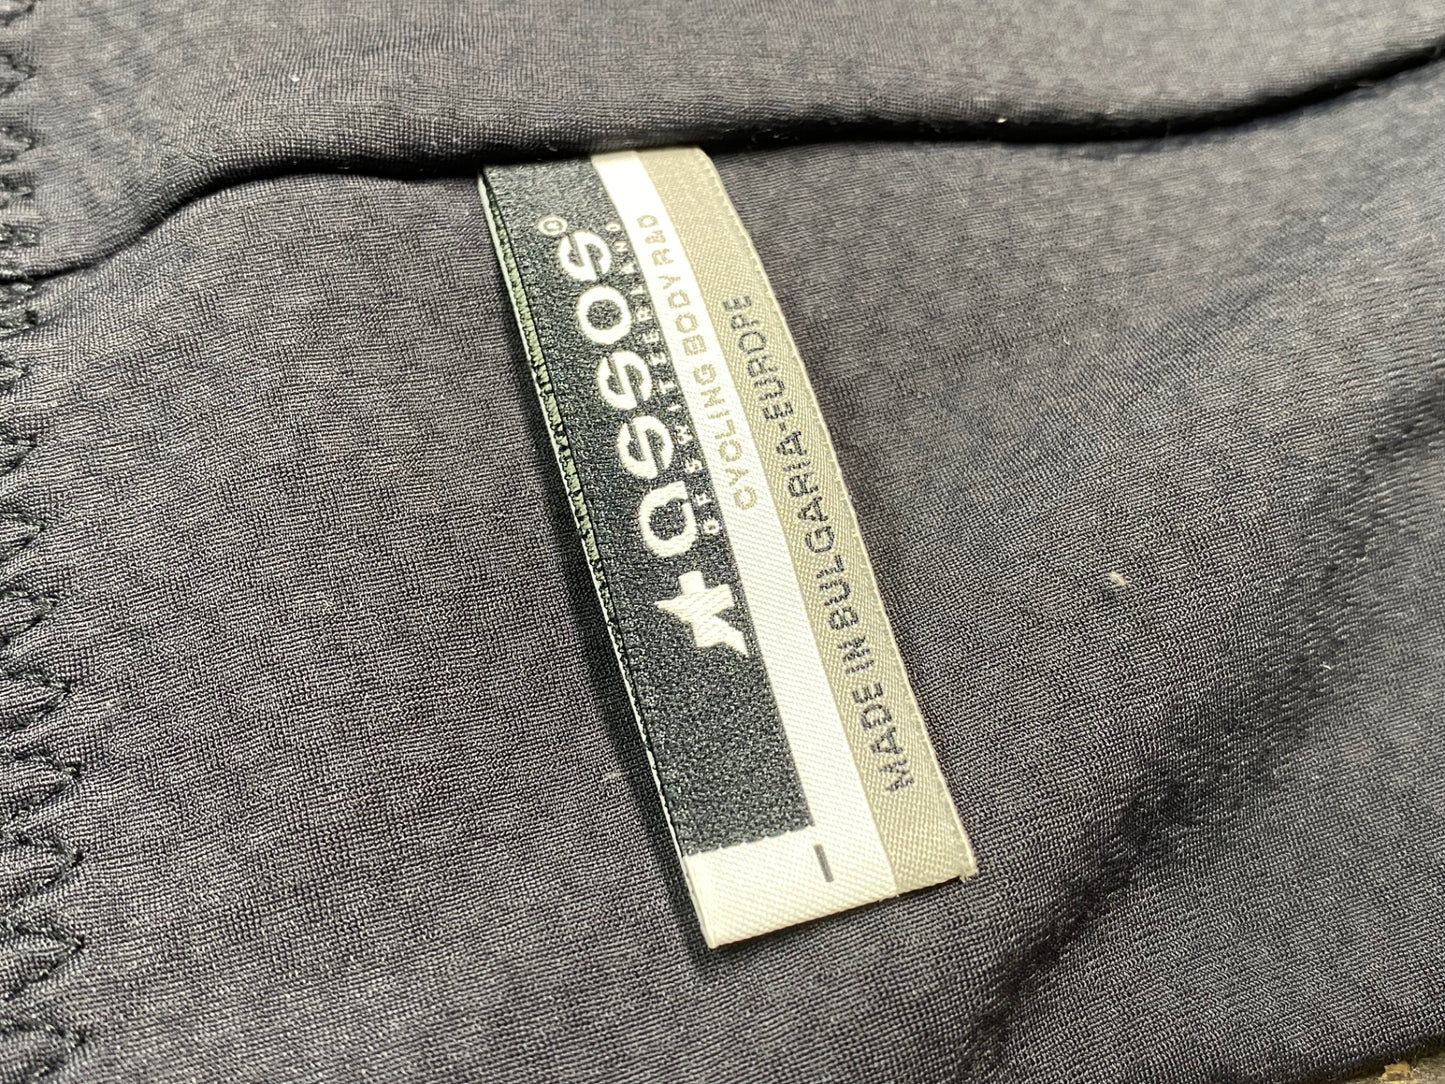 assos®
OF SWITZERLAND
CYCLING BODY R&D
MADE IN BULGARIA-EUROPE
I